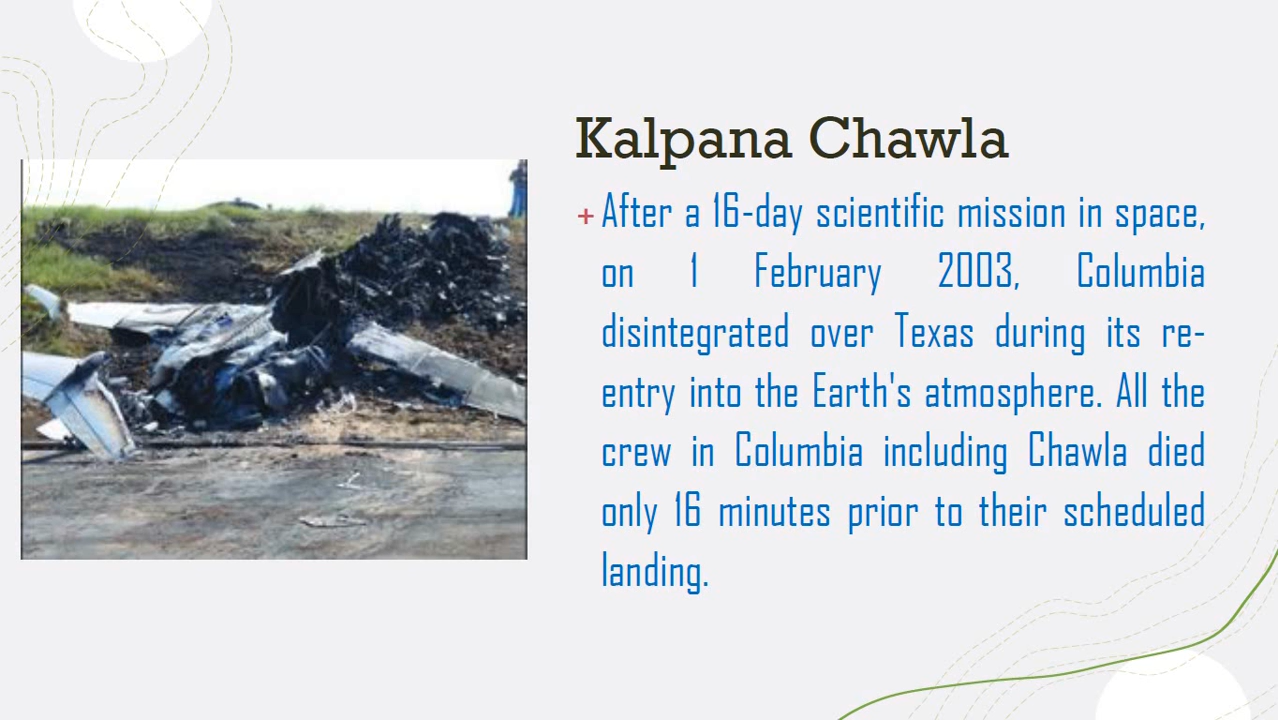 Kalpana Chawla
+ After a 16-day scientific mission in space,
on 1 February 2003, Columbia
disintegrated over Texas during its re-
entry into the Earth's atmosphere. All the
crew in Columbia including Chawla died
only 16 minutes prior to their scheduled
landing.